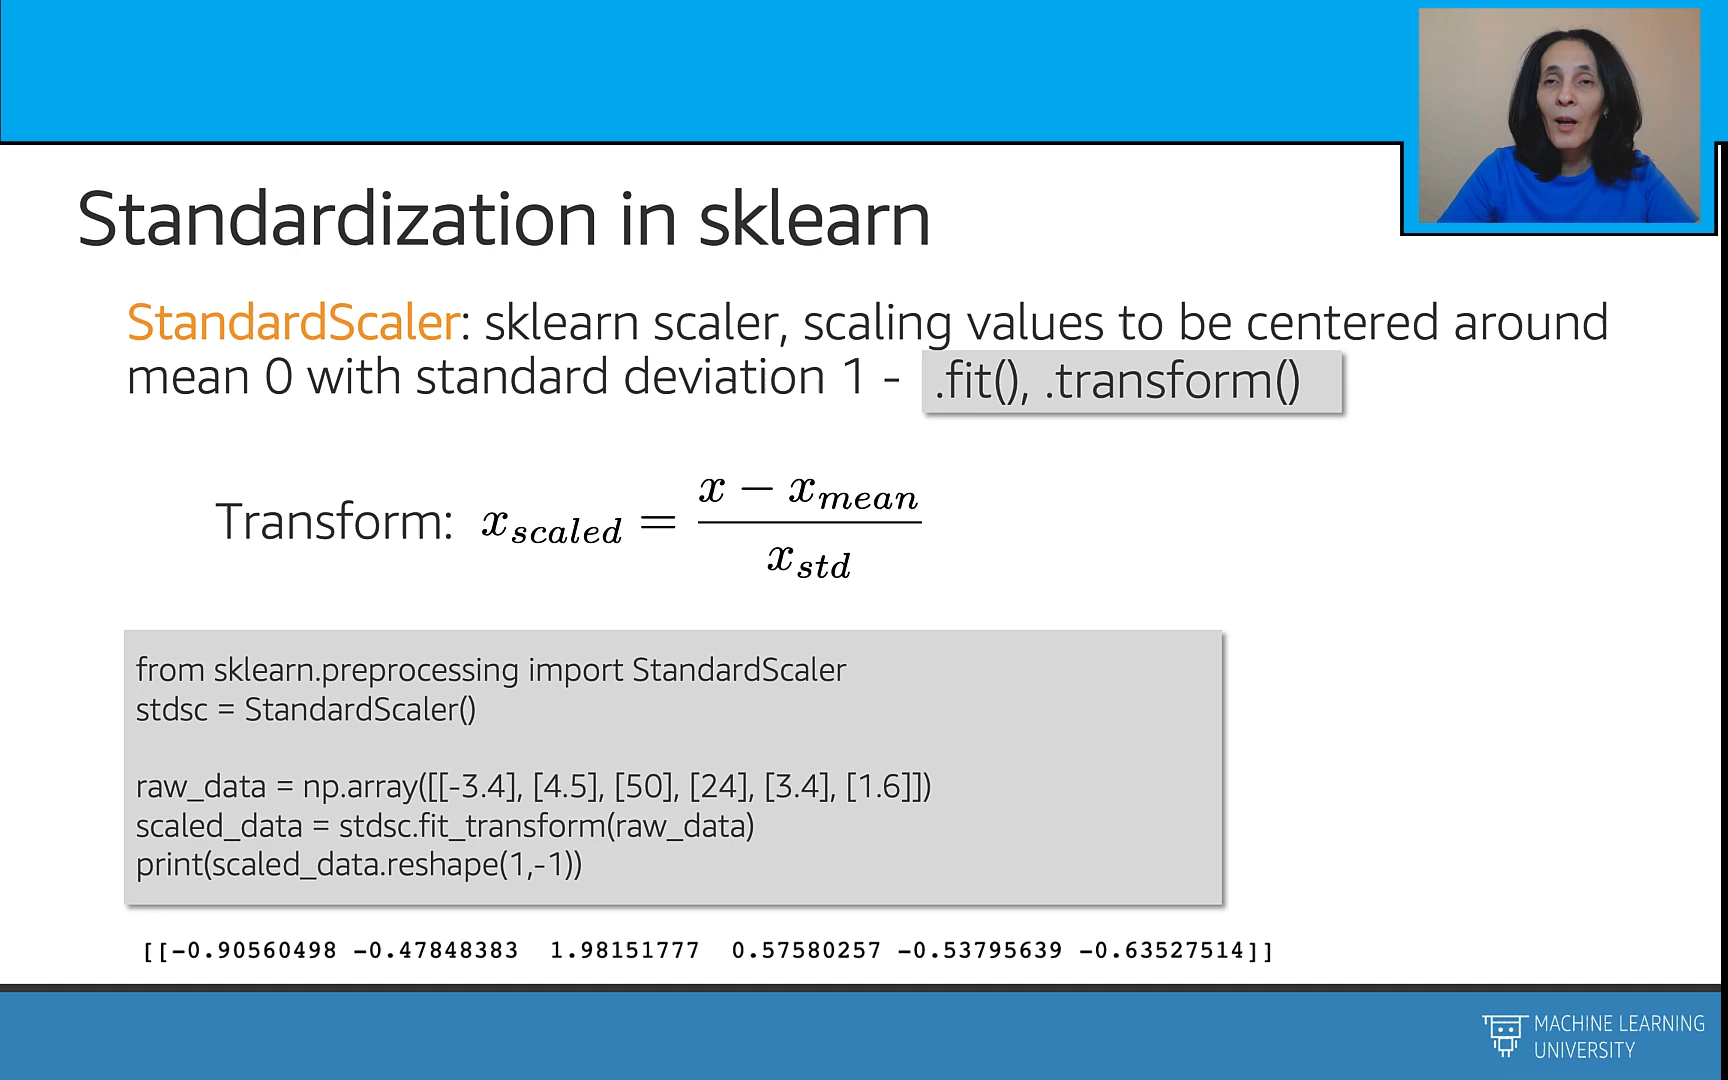 Standardization in sklearn
StandardScaler: sklearn scaler, scaling values to be centered around
mean 0 with standard deviation 1 - .fit(), .transform()
x - x_mean
Transform: x_scaled =
x_std
from sklearn.preprocessing import StandardScaler
stdsc = StandardScaler()
raw_data = np.array([[-3.4], [4.5], [50], [24], [3.4], [1.6]])
scaled_data = stdsc.fit_transform(raw_data)
print(scaled_data.reshape(1,-1))
[[-0.90560498 -0.47848383 1.98151777 0.57580257 -0.53795639 -0.63527514]]
MACHINE LEARNING
UNIVERSITY